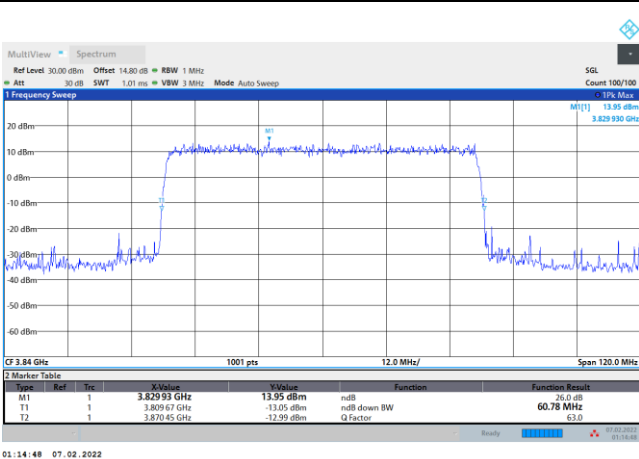 MultiView Spectrum
Ref Level 30.00 dBm Offset 14.80 dB RBW 1 MHz SGL
Att 30 dB SWT 1.01 ms VBW 3 MHz Mode Auto Sweep Count 100/100
1 Frequency Sweep 1Pk Max
M1[1] 13.95 dBm
3.829 930 GHz
M1
20 dBm
10 dBm
0 dBm
-10 dBm
T1 T2
-20 dBm
-30 dBm
-40 dBm
-50 dBm
-60 dBm
CF 3.84 GHz 1001 pts 12.0 MHz/ Span 120.0 MHz
2 Marker Table
Type Ref Trc X-Value Y-Value Function Function Result
M1 1 3.829 93 GHz 13.95 dBm ndB 26.0 dB
T1 1 3.809 67 GHz -13.05 dBm ndB down BW 60.78 MHz
T2 1 3.870 45 GHz -12.99 dBm Q Factor 63.0
Ready 07.02.2022
01:14:48
01:14:48 07.02.2022